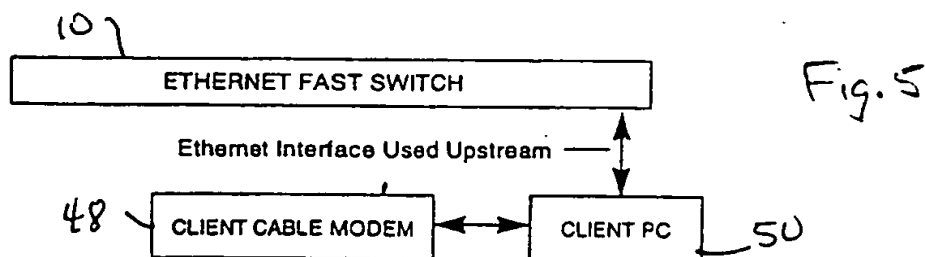 10
ETHERNET FAST SWITCH
Fig. 5
Ethernet Interface Used Upstream
48
CLIENT CABLE MODEM
CLIENT PC
50